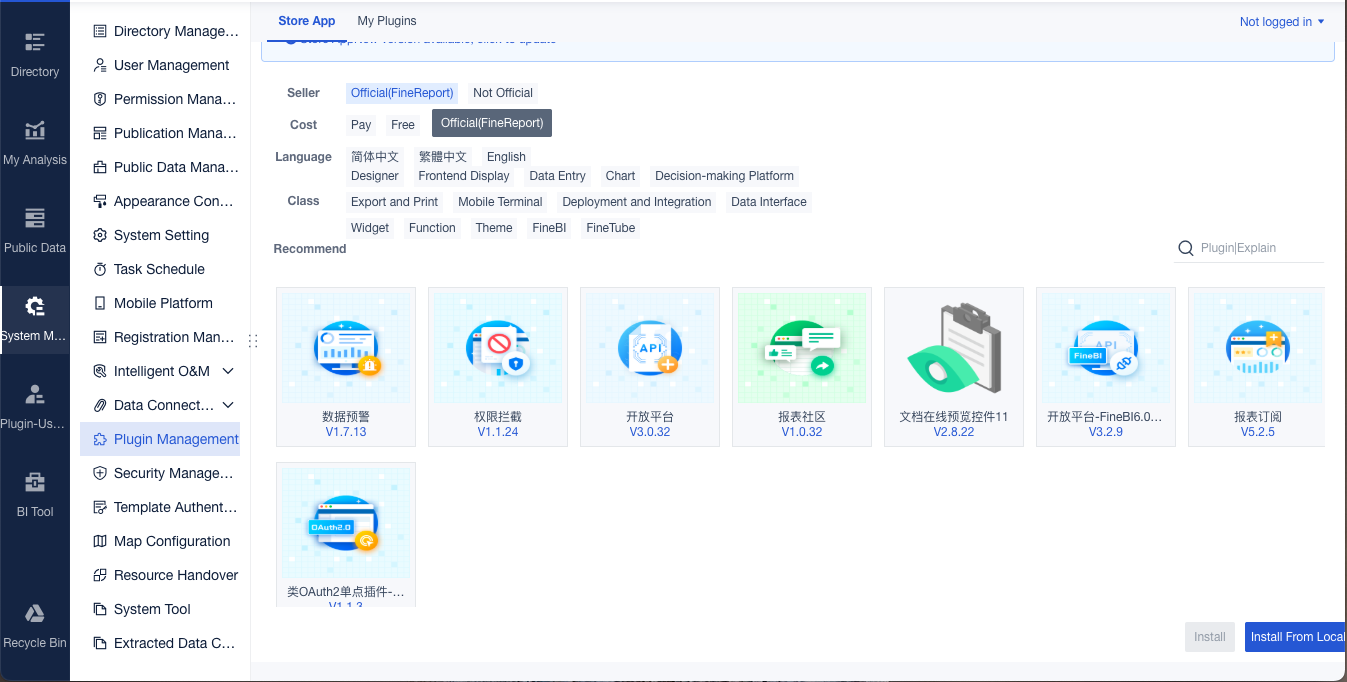 Directory
My Analysis
Public Data
System M...
Plugin-Us...
BI Tool
Recycle Bin
Directory Manage...
User Management
Permission Mana...
Publication Mana...
Public Data Mana...
Appearance Con...
System Setting
Task Schedule
Mobile Platform
Registration Man...
Intelligent O&M
Data Connect...
Plugin Management
Security Manage...
Template Authent...
Map Configuration
Resource Handover
System Tool
Extracted Data C...
Store App My Plugins Not logged in
Store App New version available, click to update
Seller Official(FineReport) Not Official
Cost Pay Free Official(FineReport)
Language 简体中文 繁體中文 English
Designer Frontend Display Data Entry Chart Decision-making Platform
Class Export and Print Mobile Terminal Deployment and Integration Data Interface
Widget Function Theme FineBI FineTube
Recommend Plugin|Explain
数据预警
V1.7.13
权限拦截
V1.1.24
API
开放平台
V3.0.32
报表社区
V1.0.32
文档在线预览控件11
V2.8.22
API
FineBI
开放平台-FineBI6.0...
V3.2.9
报表订阅
V5.2.5
OAuth2.0
类OAuth2单点插件-...
V1.1.3
Install Install From Local